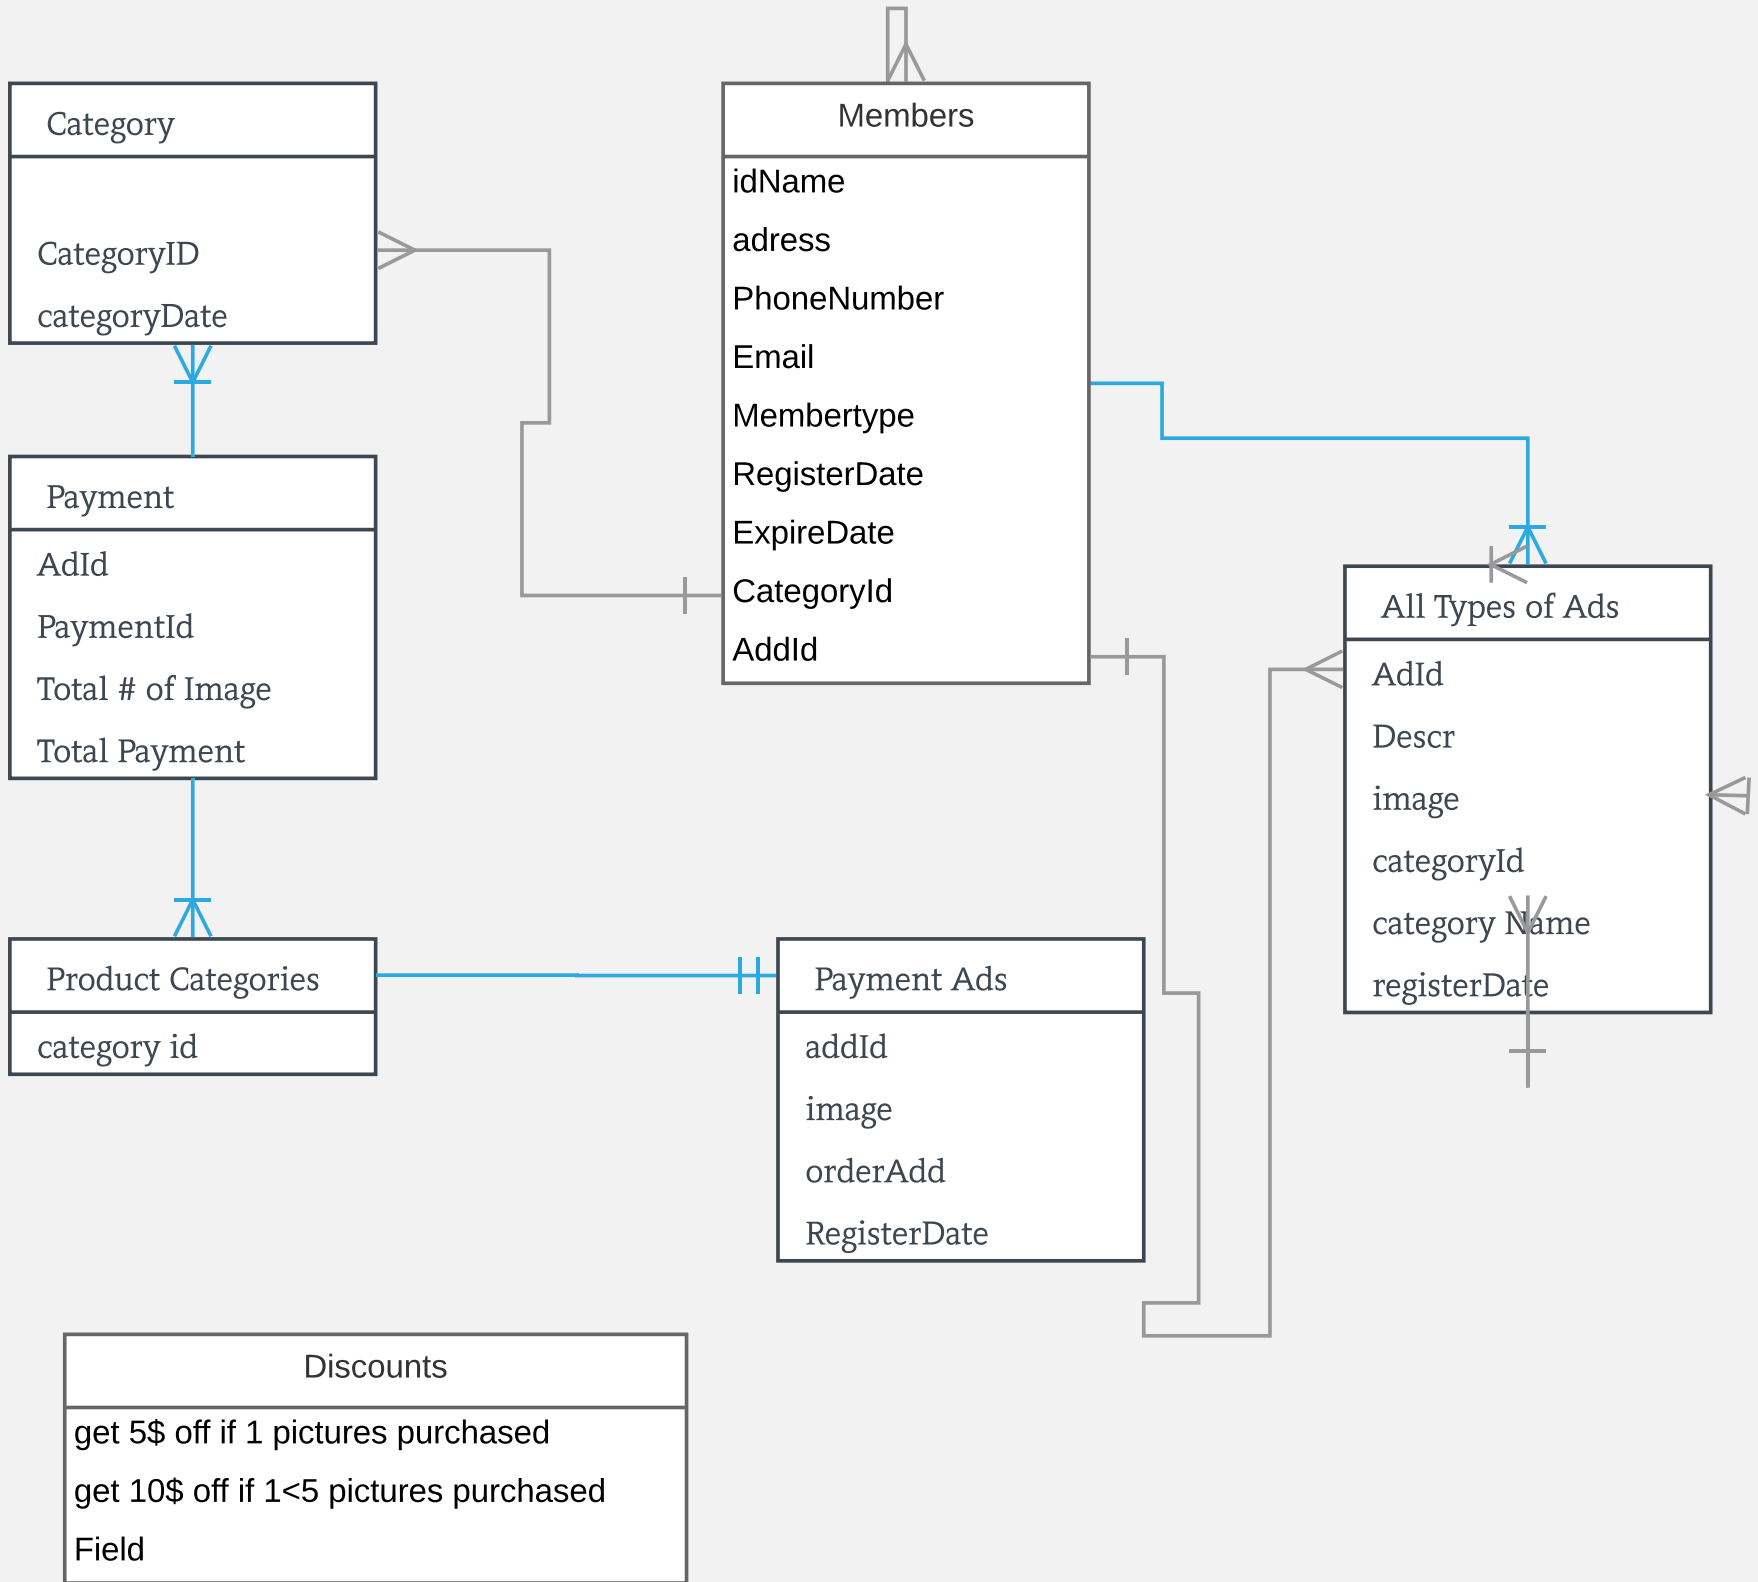 Category
CategoryID
categoryDate
Members
idName
adress
PhoneNumber
Email
Membertype
RegisterDate
ExpireDate
CategoryId
AddId
Payment
AdId
PaymentId
Total # of Image
Total Payment
All Types of Ads
AdId
Descr
image
categoryId
category Name
registerDate
Product Categories
category id
Payment Ads
addId
image
orderAdd
RegisterDate
Discounts
get 5$ off if 1 pictures purchased
get 10$ off if 1<5 pictures purchased
Field